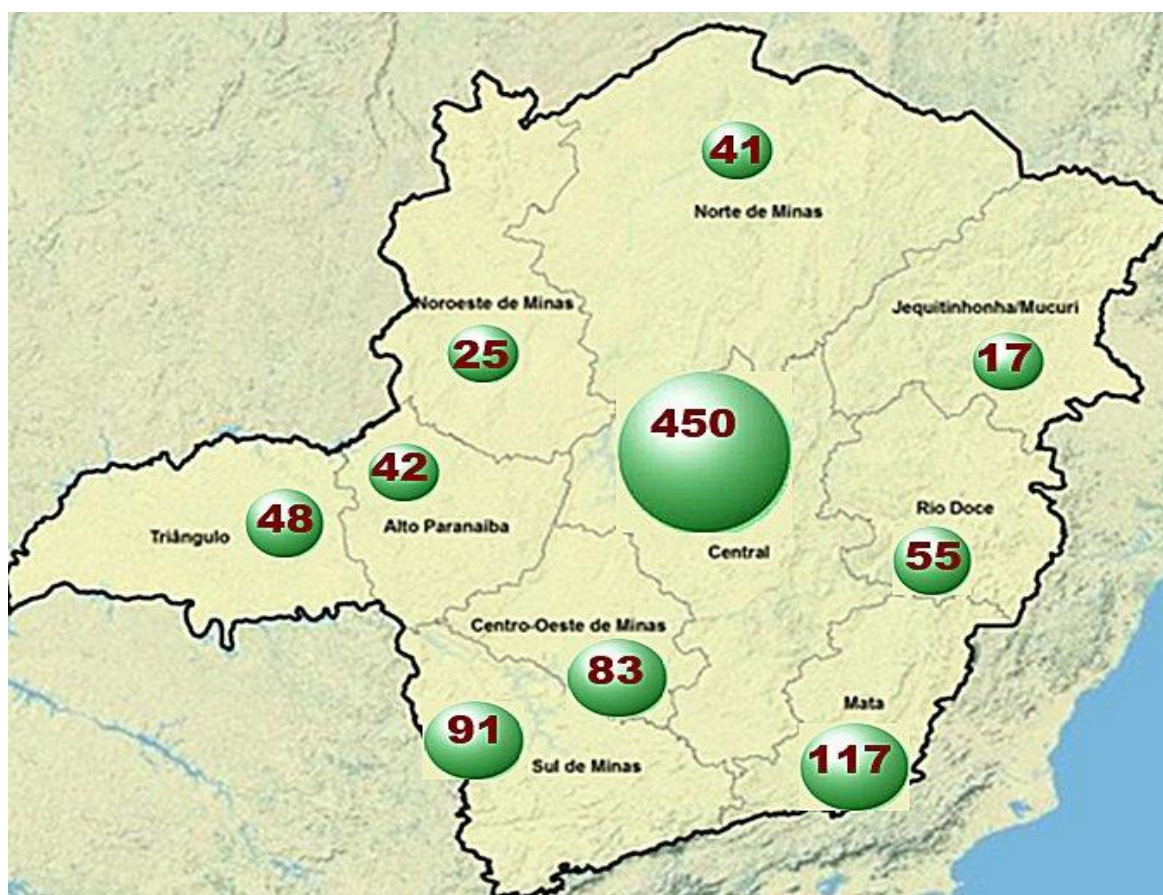 41
Norte de Minas
Noroeste de Minas
25
Jequitinhonha/Mucuri
17
450
Central
42
Alto Paranaiba
48
Triângulo
Rio Doce
55
Centro-Oeste de Minas
83
91
Sul de Minas
Mata
117